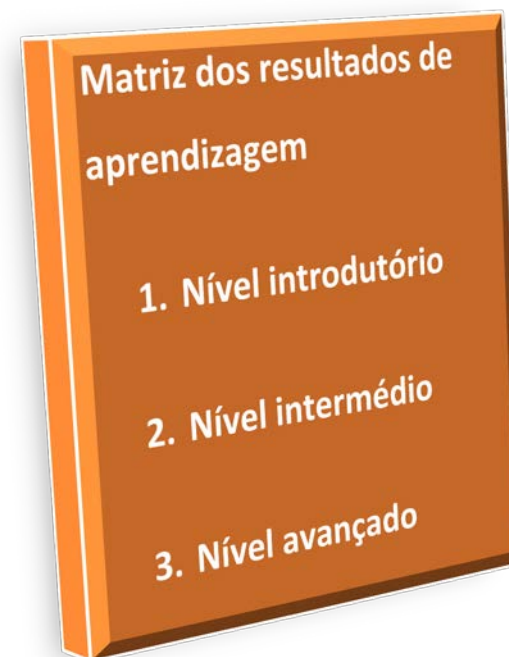 Matriz dos resultados de
aprendizagem
1. Nível introdutório
2. Nível intermédio
3. Nível avançado